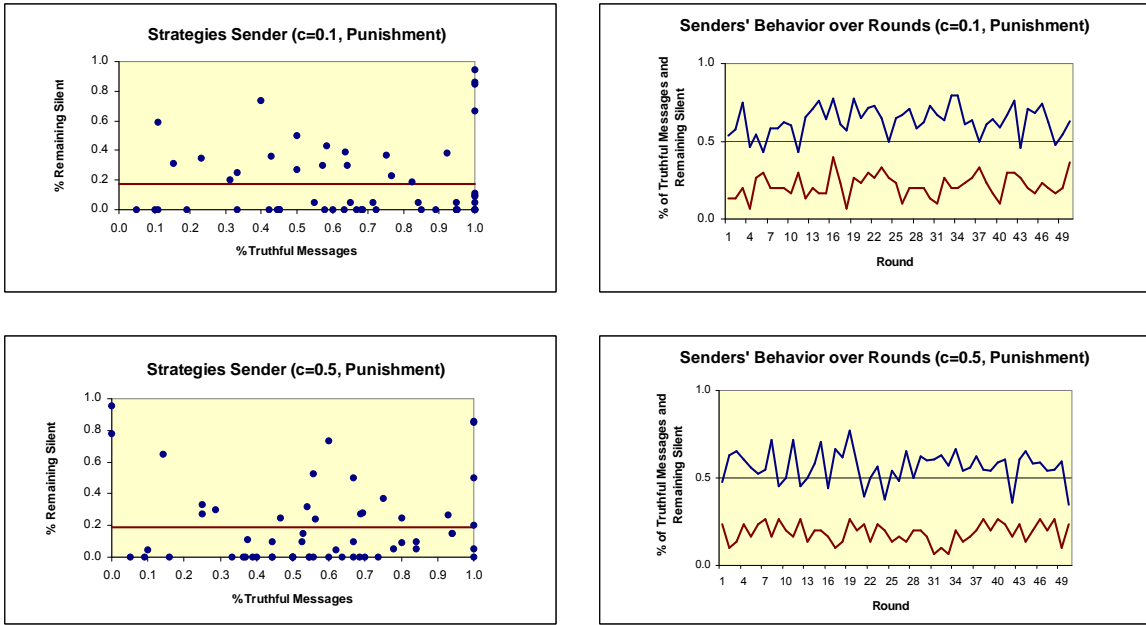 Strategies Sender (c=0.1, Punishment)
% Remaining Silent
1.0
0.8
0.6
0.4
0.2
0.0
0.0 0.1 0.2 0.3 0.4 0.5 0.6 0.7 0.8 0.9 1.0
% Truthful Messages
Senders' Behavior over Rounds (c=0.1, Punishment)
% of Truthful Messages and
Remaining Silent
1.0
0.5
0.0
1 4 7 10 13 16 19 22 25 28 31 34 37 40 43 46 49
Round
Strategies Sender (c=0.5, Punishment)
% Remaining Silent
1.0
0.8
0.6
0.4
0.2
0.0
0.0 0.1 0.2 0.3 0.4 0.5 0.6 0.7 0.8 0.9 1.0
% Truthful Messages
Senders' Behavior over Rounds (c=0.5, Punishment)
% of Truthful Messages and
Remaining Silent
1.0
0.5
0.0
1 4 7 10 13 16 19 22 25 28 31 34 37 40 43 46 49
Round